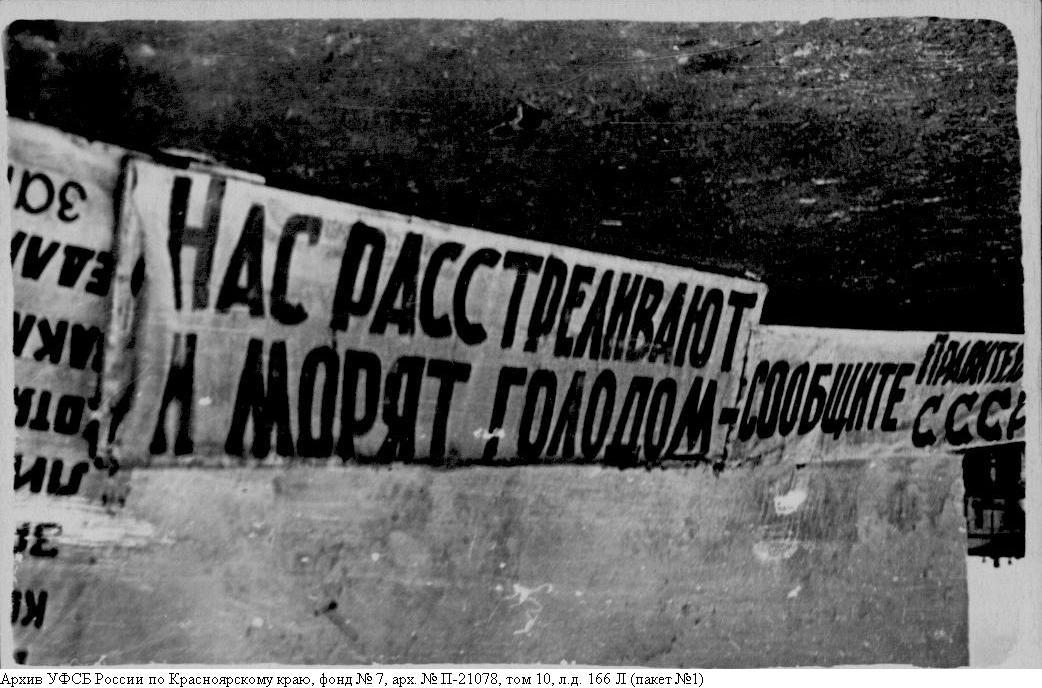 НАС РАССТРЕЛИВАЮТ
И МОРЯТ ГОЛОДОМ-СООБЩИТЕ
СССР
Архив УФСБ России по Красноярскому краю, фонд № 7, арх. № П-21078, том 10, л.д. 166 Л (пакет №1)